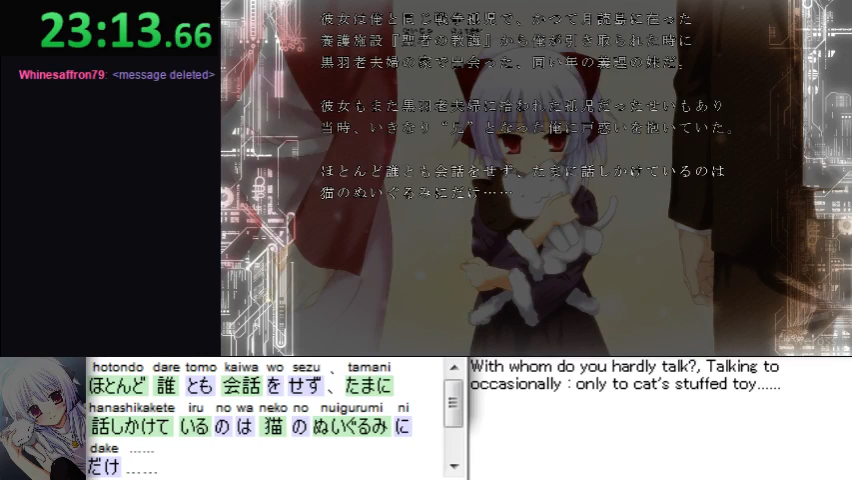 23:13.66
Whinesaffron79: <message deleted>
彼女は俺と同じ戦争孤児で、かつて月読島に在った
養護施設『聖者の救護』から俺が引き取られた時に
黒羽老夫婦の家で出会った、同い年の義理の妹だ。
彼女もまた黒羽老夫婦に拾われた孤児だったせいもあり
当時、いきなり“兄”となった俺に戸惑いを抱いていた。
ほとんど誰とも会話をせず、たまに話しかけているのは
猫のぬいぐるみにだけ……
hotondo dare tomo kaiwa wo sezu 、 tamani
ほとんど 誰 とも 会話 を せず 、 たまに
hanashikakete iru no wa neko no nuigurumi ni
話しかけて いる の は 猫 の ぬいぐるみ に
dake ……
だけ ……
With whom do you hardly talk?, Talking to
occasionally : only to cat's stuffed toy......